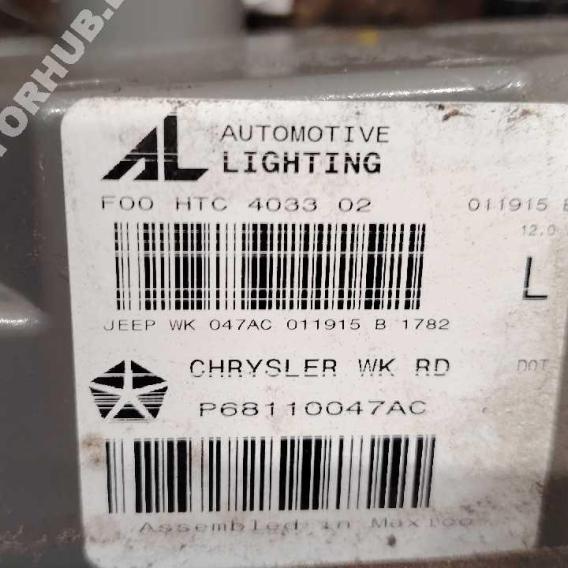 AL AUTOMOTIVE
LIGHTING
F00 HTC 4033 02 011915
12.0
L
JEEP WK 047AC 011915 B 1782
CHRYSLER WK RD DOT
P68110047AC
Assembled in Mexico